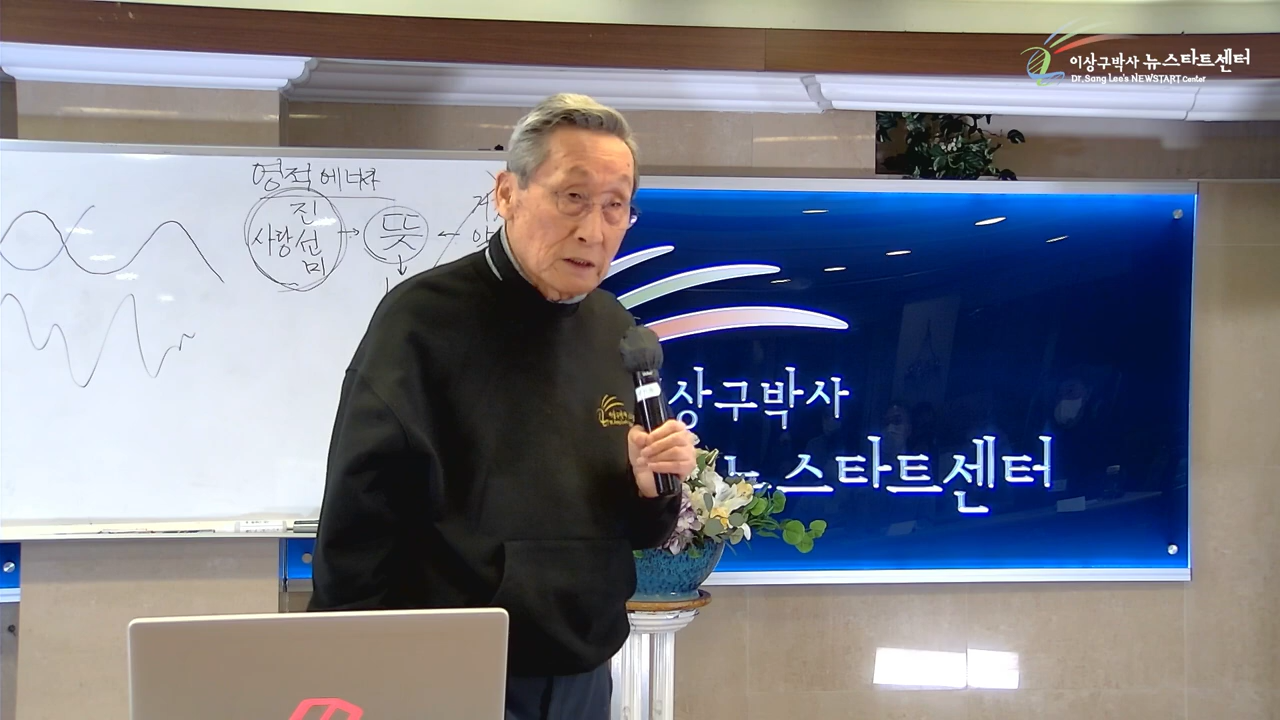 이상구박사 뉴스타트센터
Dr. Sang Lee's NEWSTART Center
영적 에너지
진
사랑 선
미
뜻
상구박사
뉴스타트센터